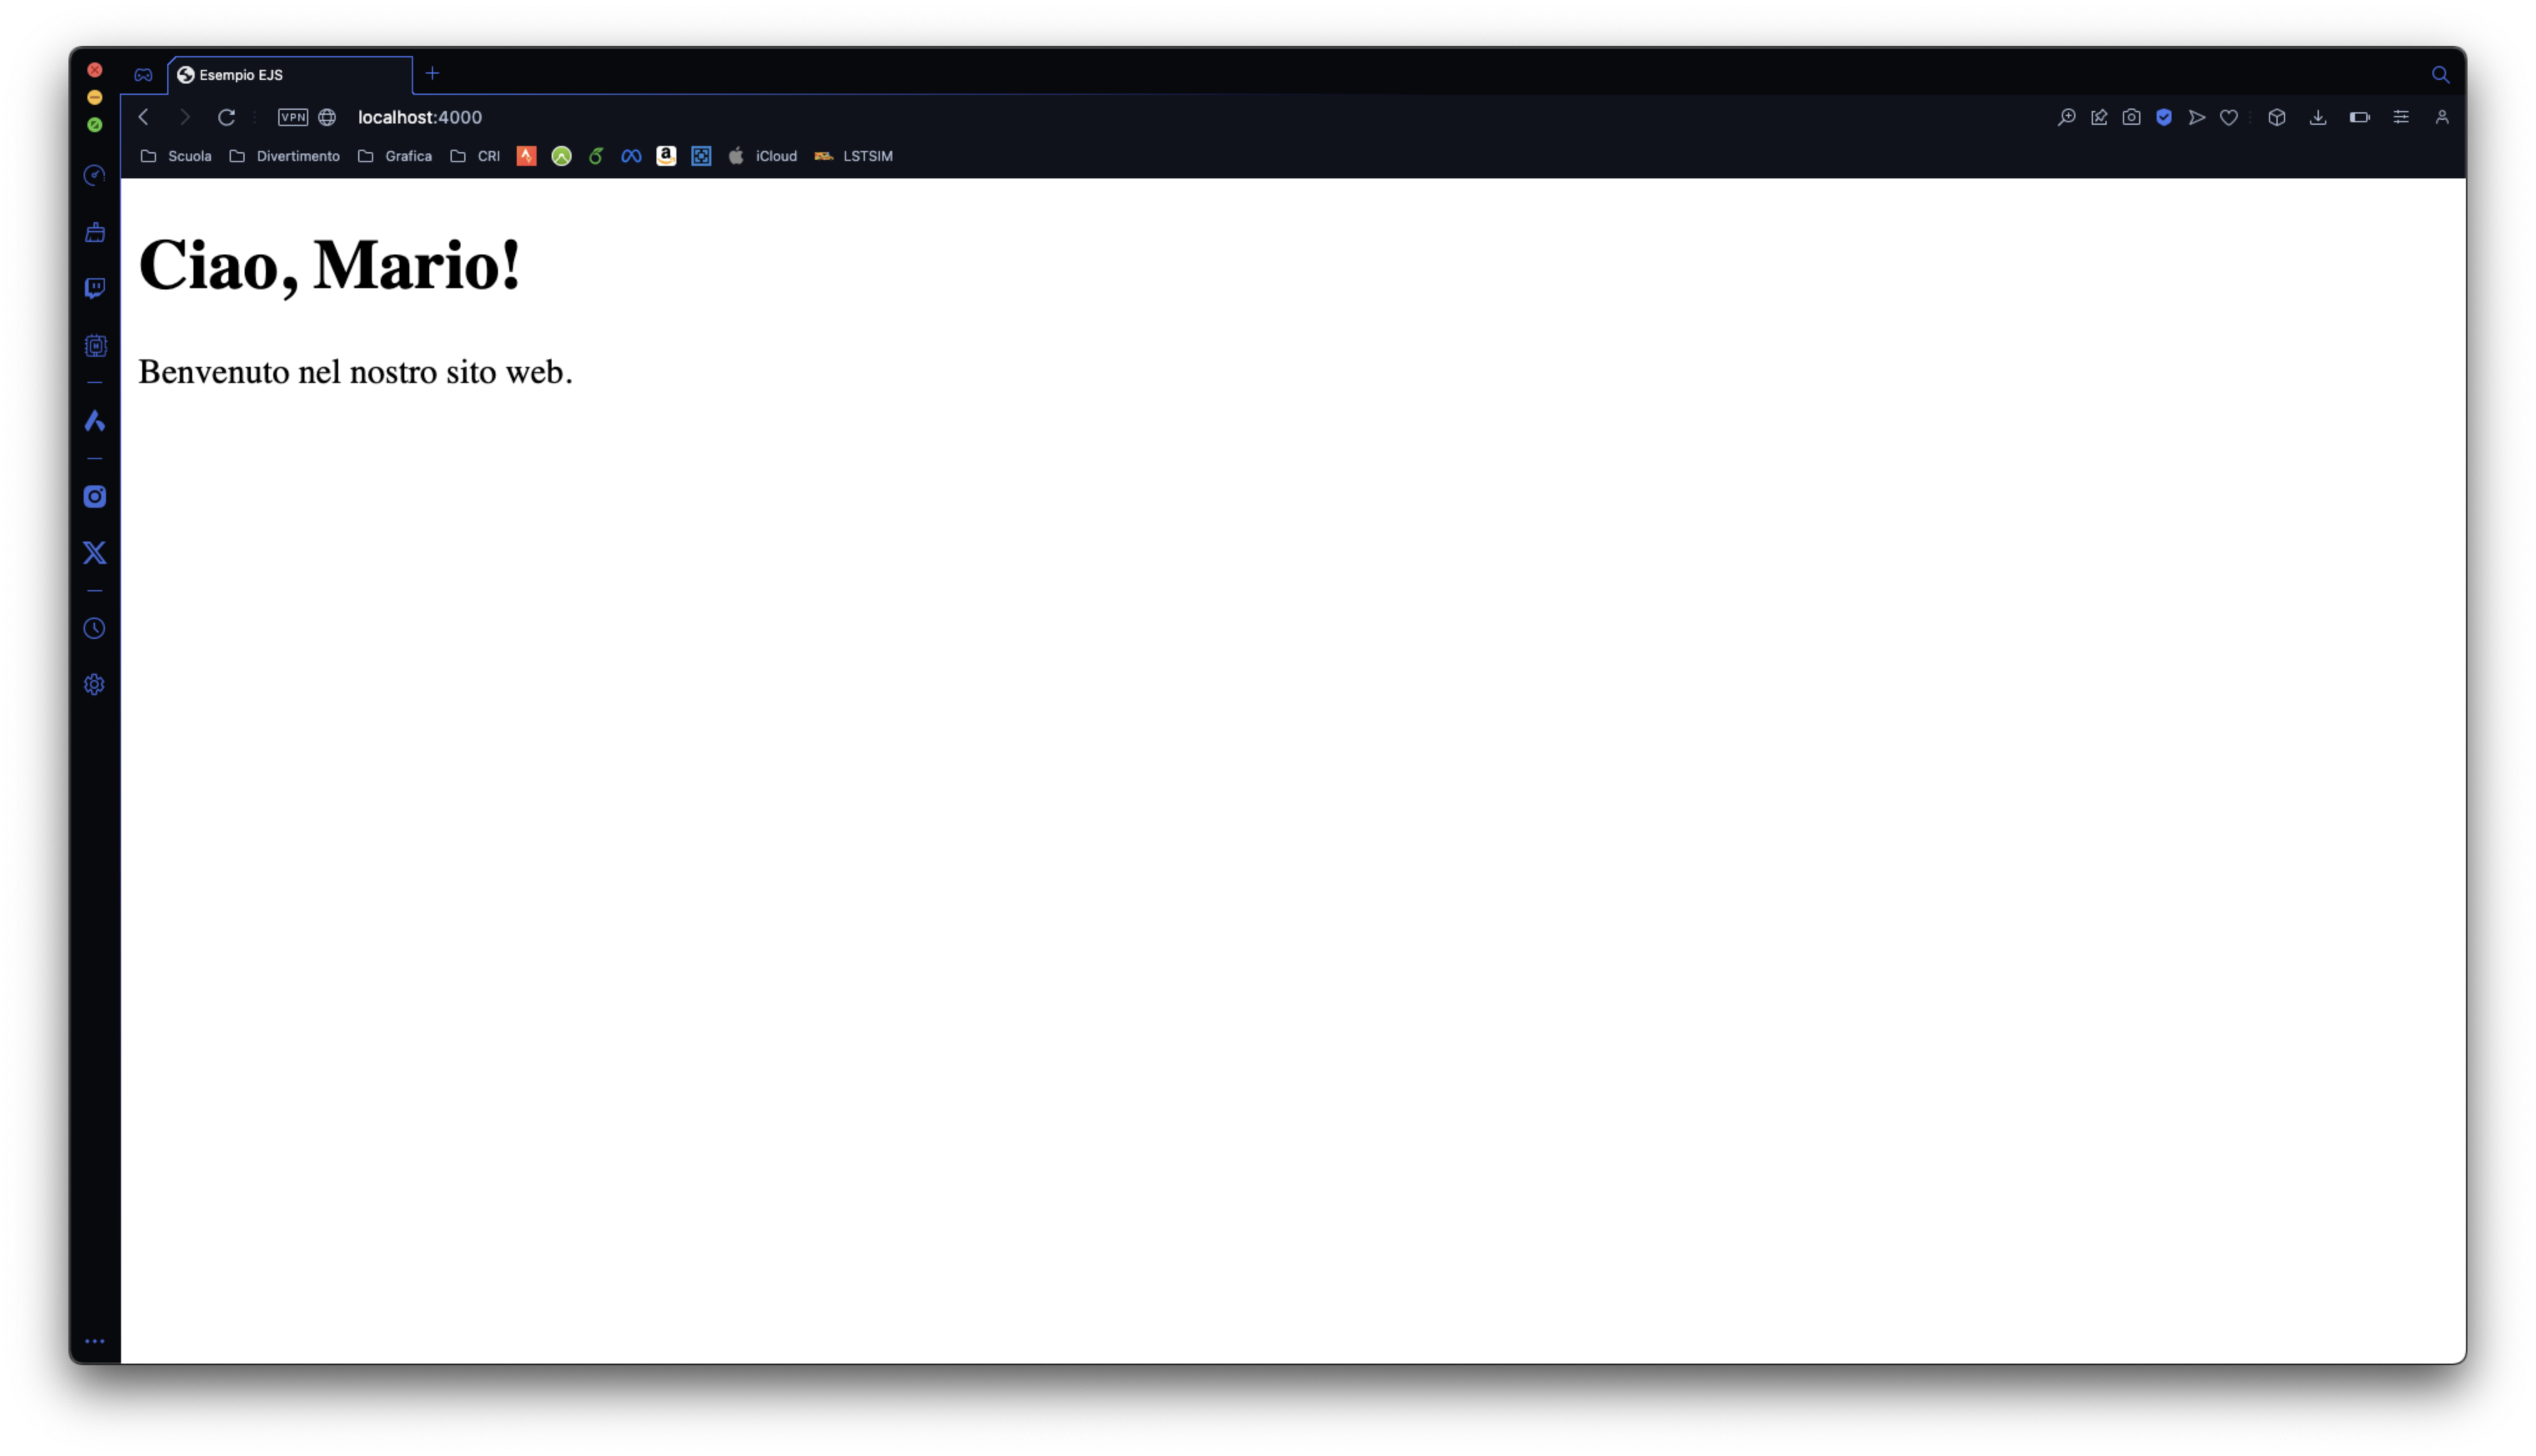 Esempio EJS
VPN localhost:4000
Scuola Divertimento Grafica CRI a iCloud LSTSIM
Ciao, Mario!
Benvenuto nel nostro sito web.